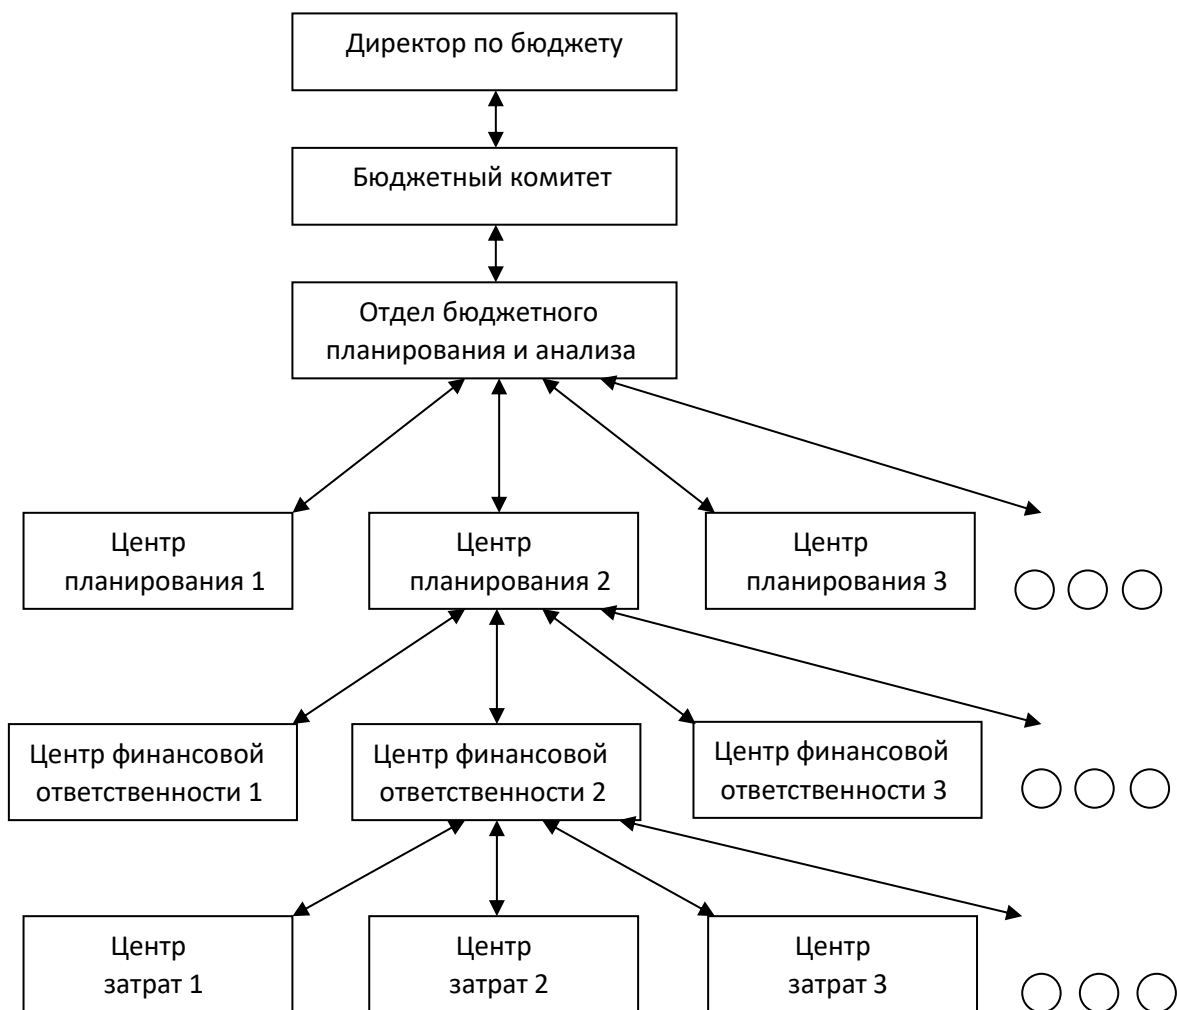 Директор по бюджету
Бюджетный комитет
Отдел бюджетного
планирования и анализа
Центр
планирования 1
Центр
планирования 2
Центр
планирования 3
Центр финансовой
ответственности 1
Центр финансовой
ответственности 2
Центр финансовой
ответственности 3
Центр
затрат 1
Центр
затрат 2
Центр
затрат 3